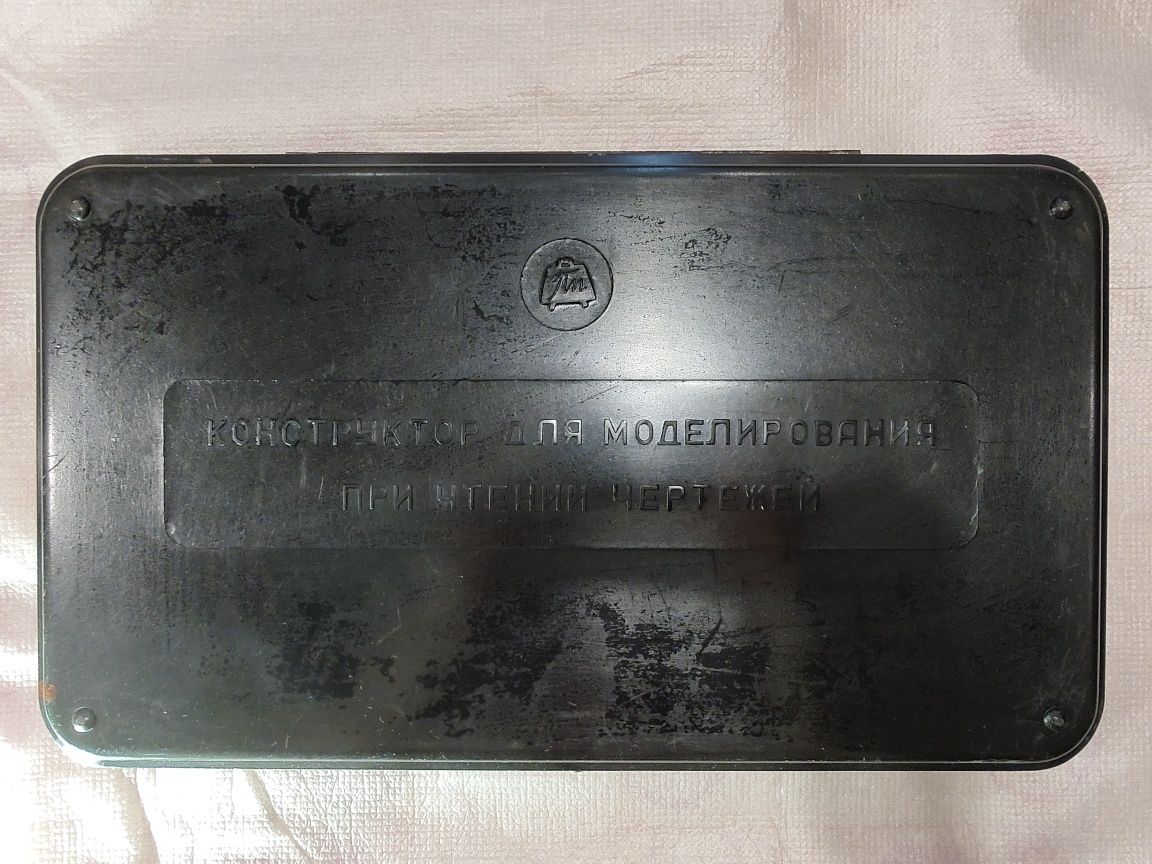 КОНСТРУКТОР ДЛЯ МОДЕЛИРОВАНИЯ
ПРИ ЧТЕНИИ ЧЕРТЕЖЕЙ